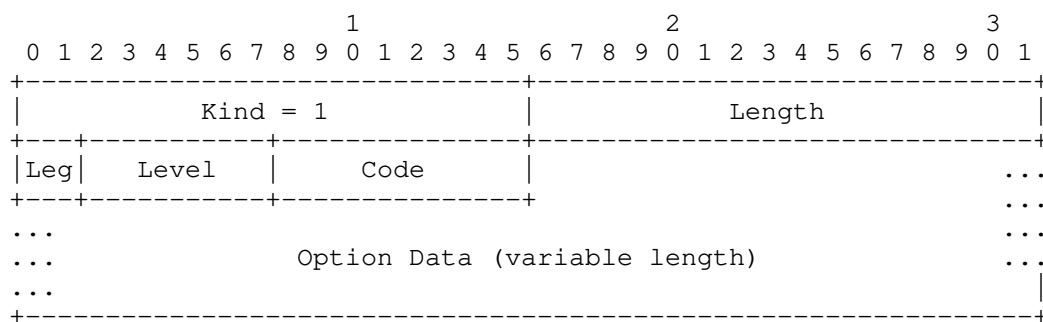 1                   2                   3
 0 1 2 3 4 5 6 7 8 9 0 1 2 3 4 5 6 7 8 9 0 1 2 3 4 5 6 7 8 9 0 1
+-------------------------------+-------------------------------+
|           Kind = 1            |            Length             |
+---+-----------+---------------+-------------------------------+
|Leg|   Level   |     Code      |                             ...
+---+-----------+---------------+                             ...
...                                                           ...
...              Option Data (variable length)                ...
...                                                             |
+---------------------------------------------------------------+